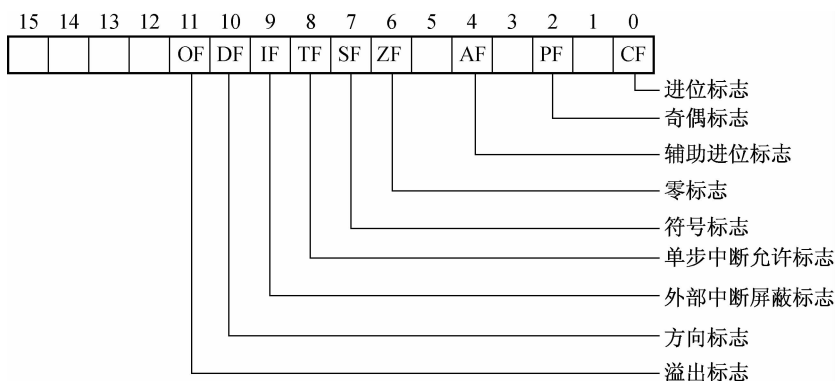 15 14 13 12 11 10 9 8 7 6 5 4 3 2 1 0
OF DF IF TF SF ZF AF PF CF
进位标志
奇偶标志
辅助进位标志
零标志
符号标志
单步中断允许标志
外部中断屏蔽标志
方向标志
溢出标志